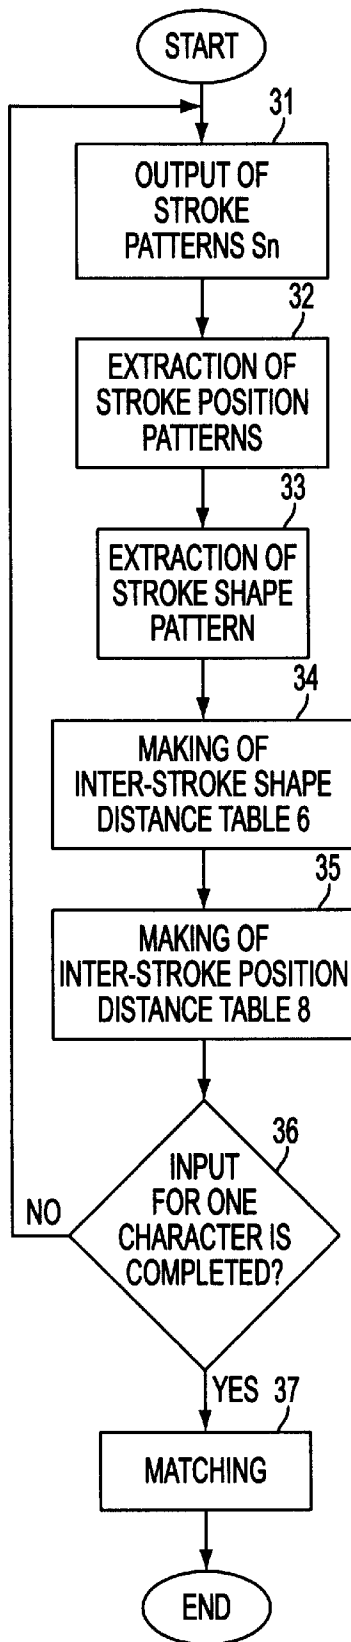 START
31
OUTPUT OF
STROKE
PATTERNS Sn
32
EXTRACTION OF
STROKE POSITION
PATTERNS
33
EXTRACTION OF
STROKE SHAPE
PATTERN
34
MAKING OF
INTER-STROKE SHAPE
DISTANCE TABLE 6
35
MAKING OF
INTER-STROKE POSITION
DISTANCE TABLE 8
36
INPUT
FOR ONE
CHARACTER IS
COMPLETED?
NO
YES
37
MATCHING
END